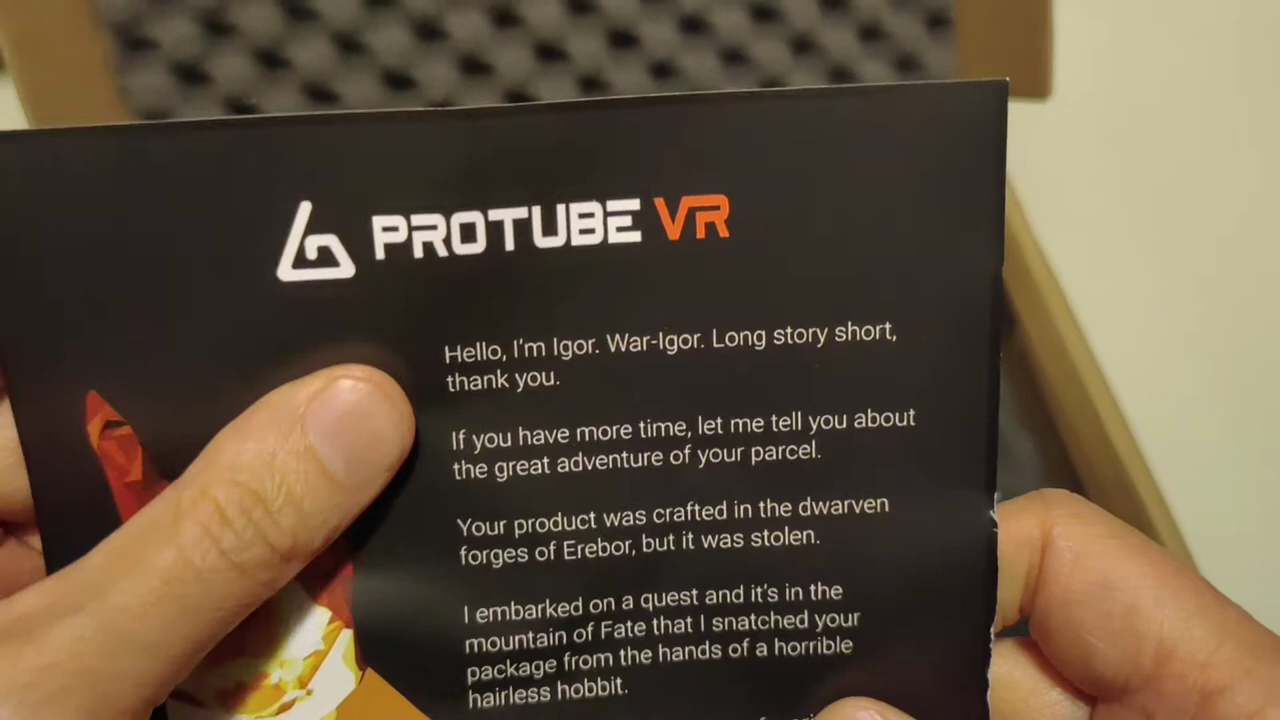 PROTUBE VR
Hello, I'm Igor. War-Igor. Long story short,
thank you.
If you have more time, let me tell you about
the great adventure of your parcel.
Your product was crafted in the dwarven
forges of Erebor, but it was stolen.
I embarked on a quest and it's in the
mountain of Fate that I snatched your
package from the hands of a horrible
hairless hobbit.